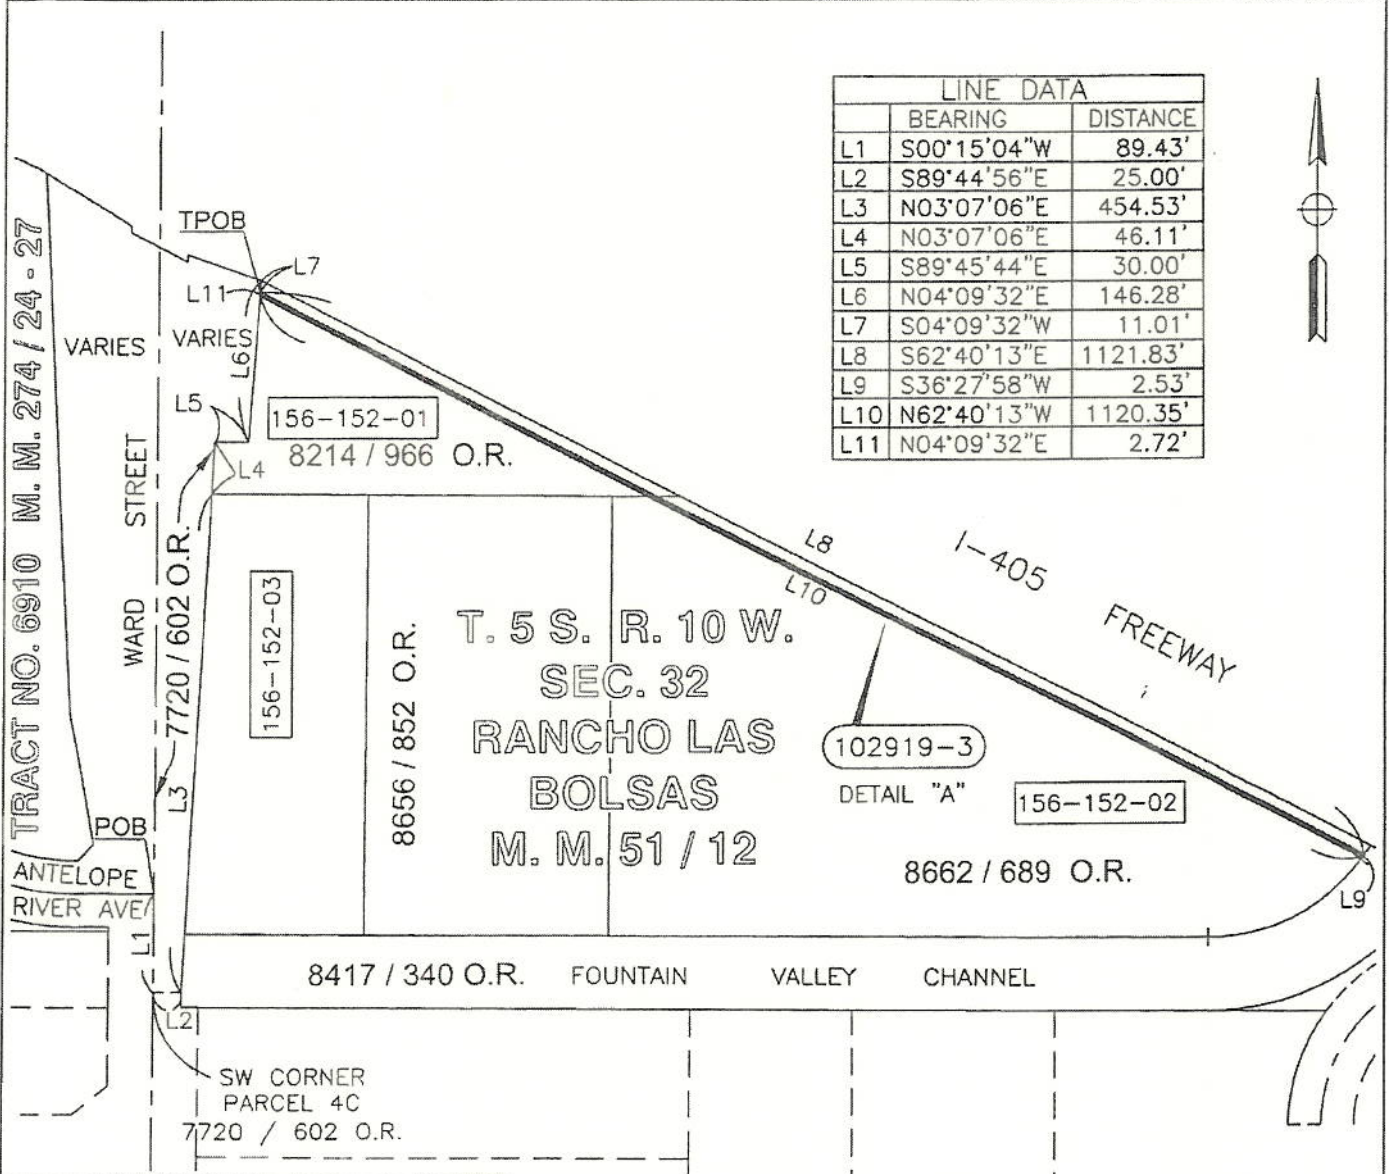 LINE DATA
BEARING DISTANCE
L1 S00°15'04"W 89.43'
L2 S89°44'56"E 25.00'
L3 N03°07'06"E 454.53'
L4 N03°07'06"E 46.11'
L5 S89°45'44"E 30.00'
L6 N04°09'32"E 146.28'
L7 S04°09'32"W 11.01'
L8 S62°40'13"E 1121.83'
L9 S36°27'58"W 2.53'
L10 N62°40'13"W 1120.35'
L11 N04°09'32"E 2.72'
TPOB
L7
L11
VARIES
VARIES
L6
L5
156-152-01
8214 / 966 O.R.
L4
TRACT NO. 6910 M. M. 274 / 24 - 27
WARD STREET
7720 / 602 O.R.
L3
156-152-03
8656 / 852 O.R.
T. 5 S. R. 10 W.
SEC. 32
RANCHO LAS
BOLSAS
M. M. 51 / 12
L8
L10
I-405 FREEWAY
102919-3
DETAIL "A"
156-152-02
8662 / 689 O.R.
L9
POB
ANTELOPE
RIVER AVE
L1
8417 / 340 O.R. FOUNTAIN VALLEY CHANNEL
L2
SW CORNER
PARCEL 4C
7720 / 602 O.R.